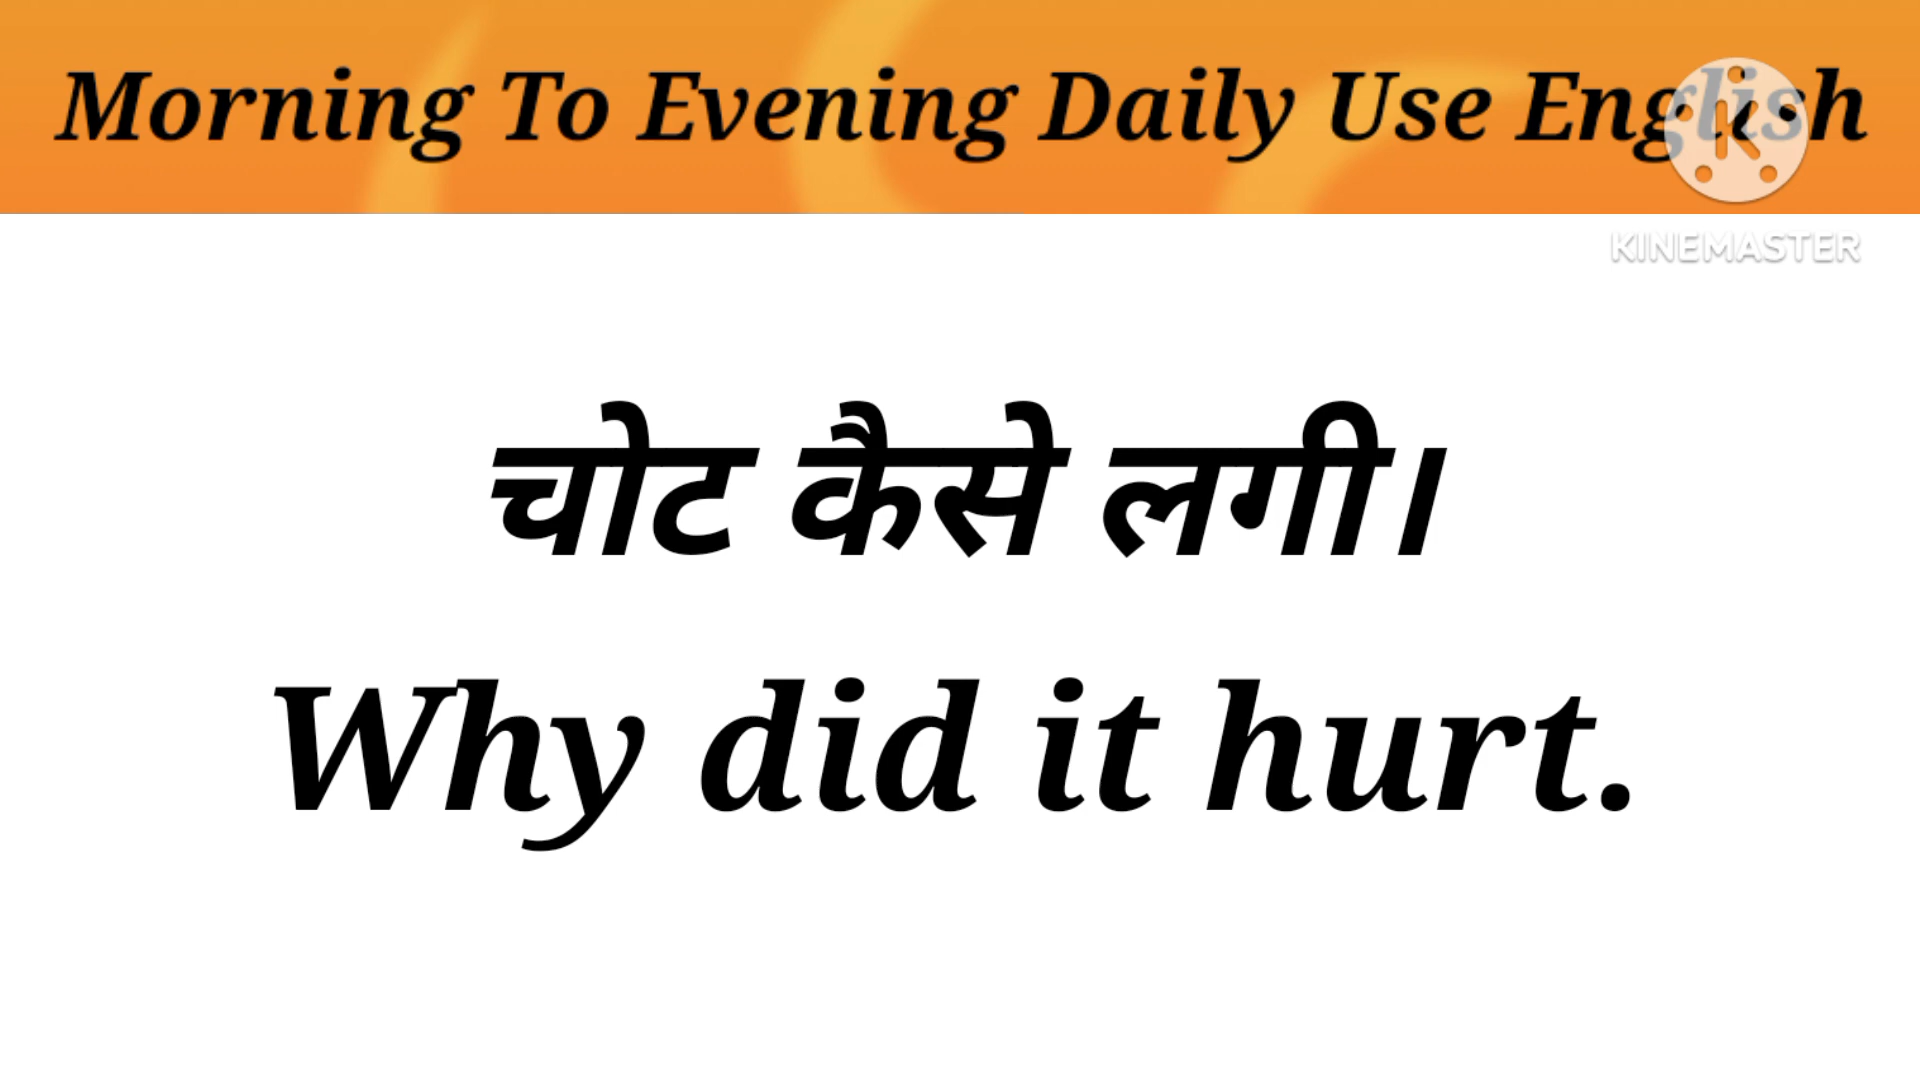 Morning To Evening Daily Use English
KINEMASTER
चोट कैसे लगी।
Why did it hurt.